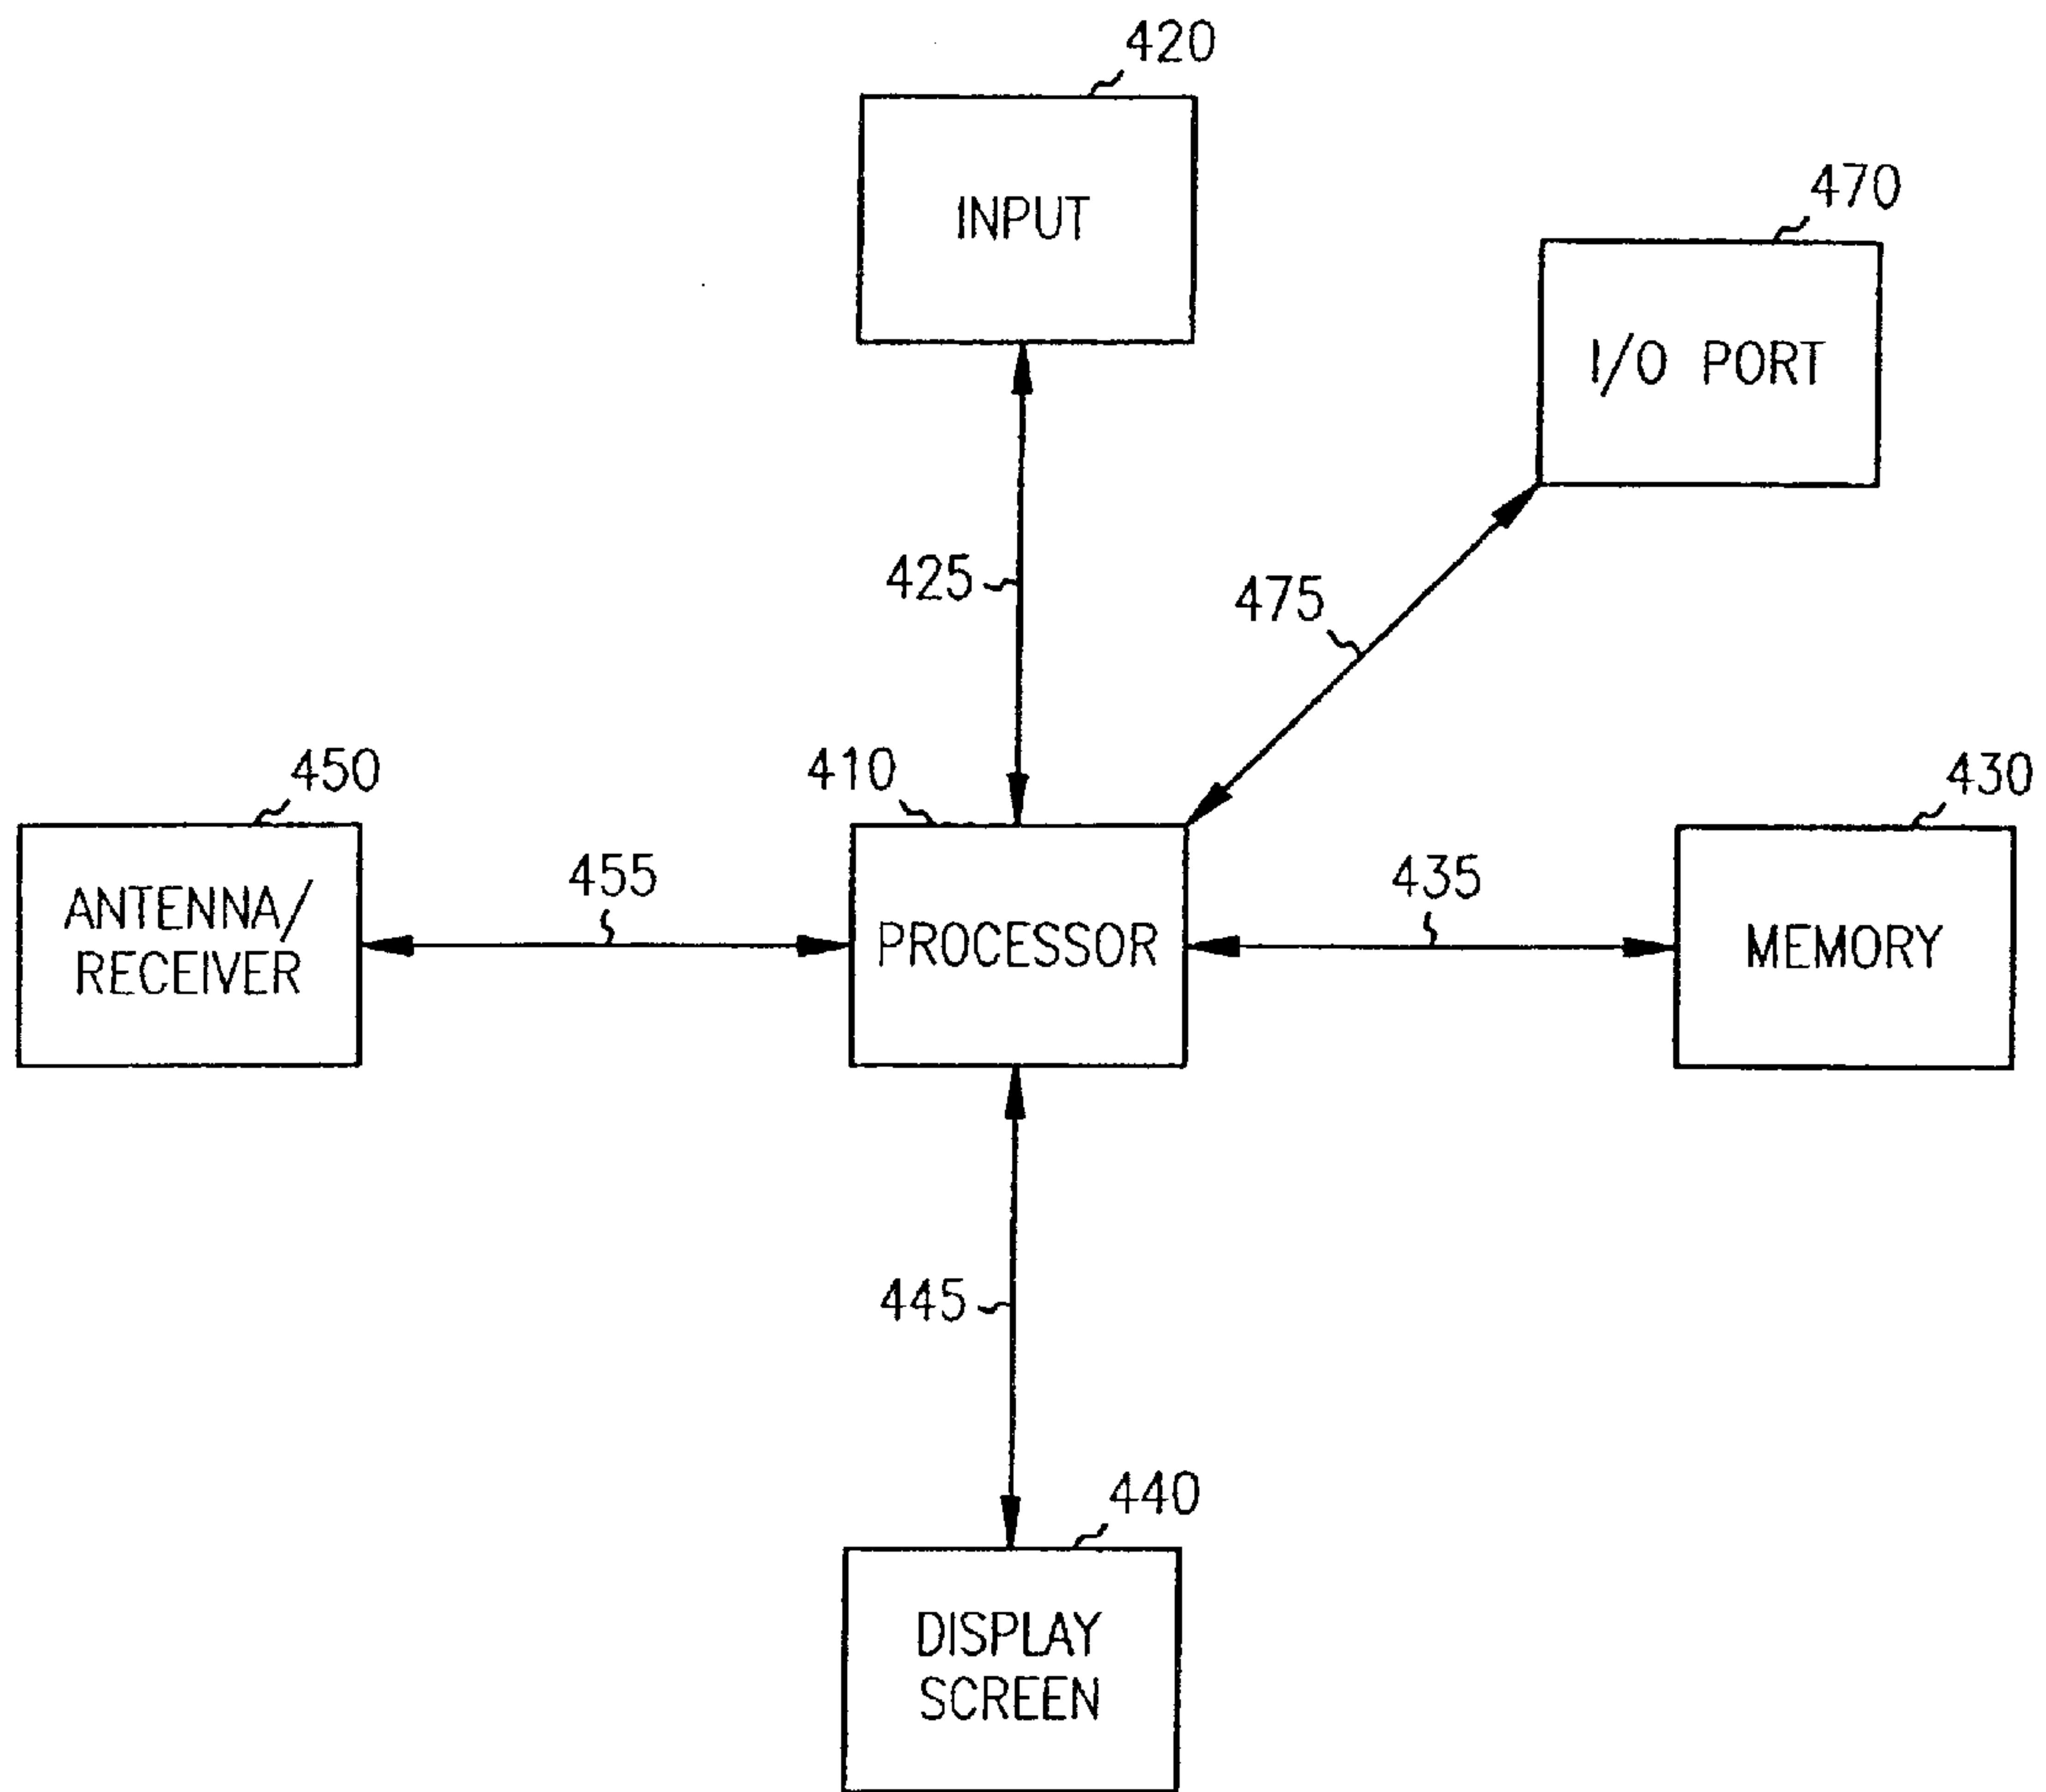 420
INPUT
470
I/O PORT
425
475
450
410
430
ANTENNA/
RECEIVER
455
PROCESSOR
435
MEMORY
445
440
DISPLAY
SCREEN